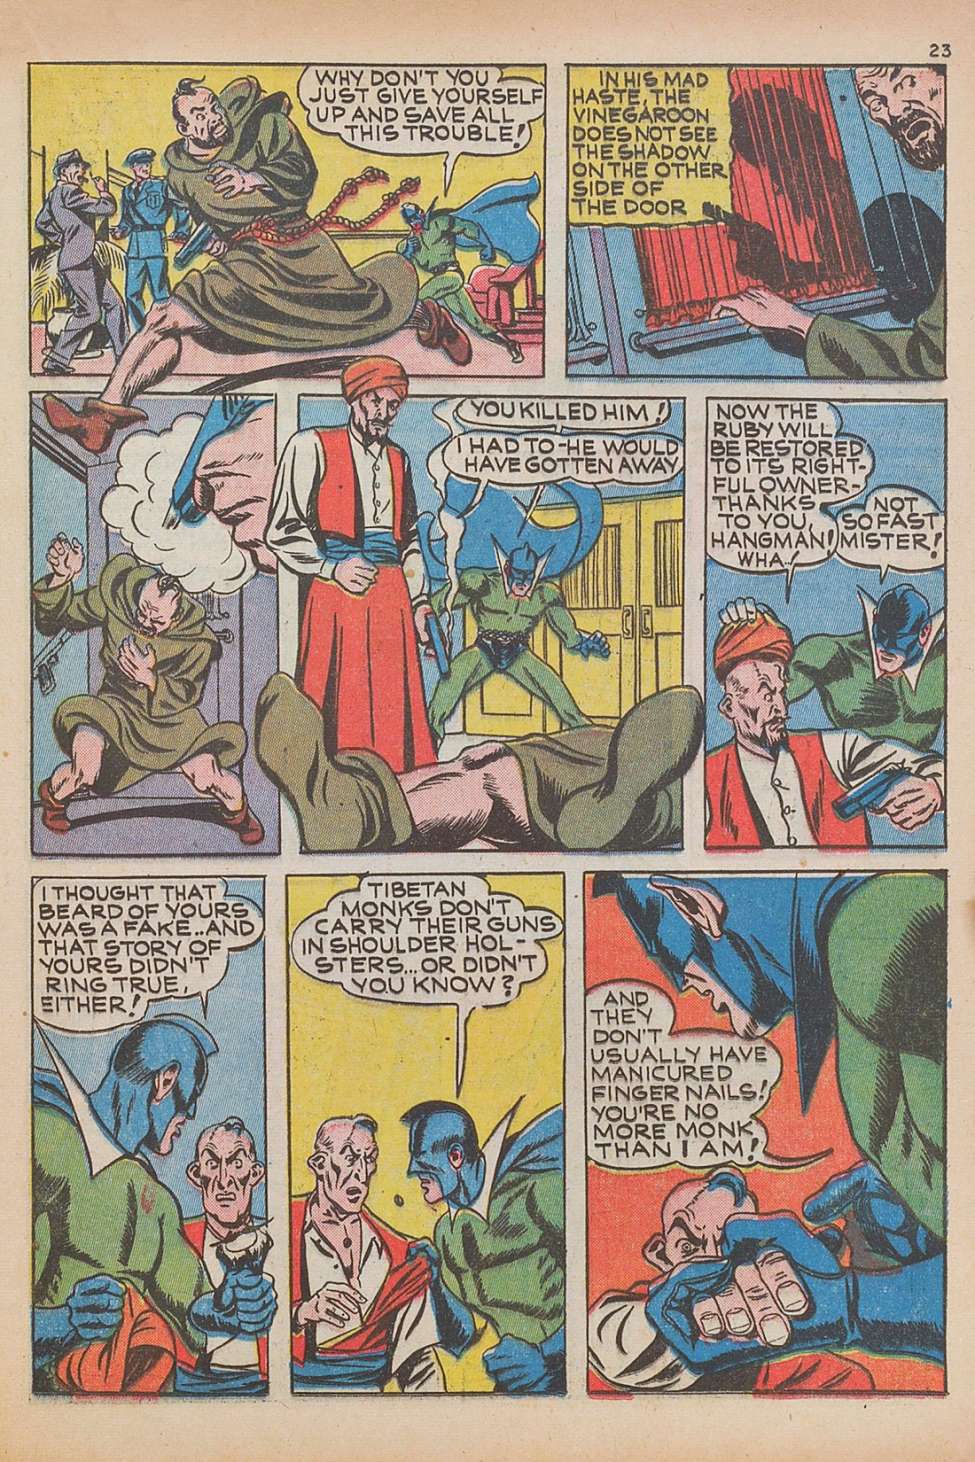 23
WHY DON'T YOU
JUST GIVE YOURSELF
UP AND SAVE ALL
THIS TROUBLE!
IN HIS MAD
HASTE, THE
VINEGAROON
DOES NOT SEE
THE SHADOW
ON THE OTHER
SIDE OF
THE DOOR
YOU KILLED HIM!
I HAD TO-HE WOULD
HAVE GOTTEN AWAY
NOW THE
RUBY WILL
BE RESTORED
TO ITS RIGHT-
FUL OWNER-
THANKS
TO YOU,
HANGMAN!
WHA..!
NOT
SO FAST
MISTER!
I THOUGHT THAT
BEARD OF YOURS
WAS A FAKE..AND
THAT STORY OF
YOURS DIDN'T
RING TRUE,
EITHER!
TIBETAN
MONKS DON'T
CARRY THEIR GUNS
IN SHOULDER HOL-
STERS...OR DIDN'T
YOU KNOW?
AND
THEY
DON'T
USUALLY HAVE
MANICURED
FINGER NAILS!
YOU'RE NO
MORE MONK
THAN I AM!